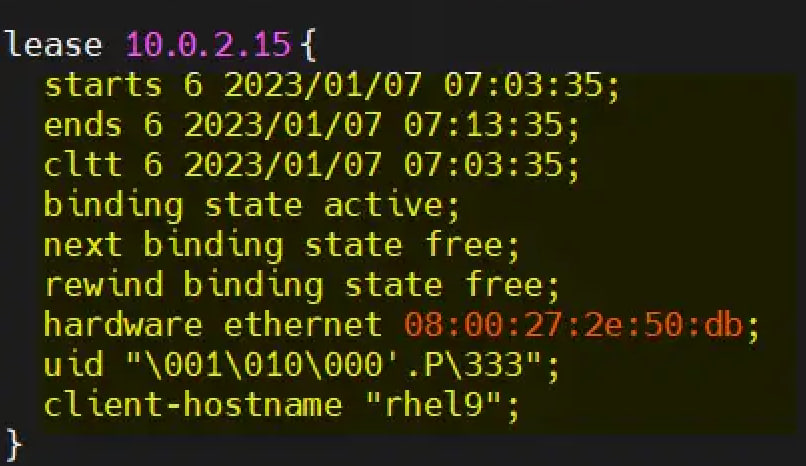 lease 10.0.2.15{
starts 6 2023/01/07 07:03:35;
ends 6 2023/01/07 07:13:35;
cltt 6 2023/01/07 07:03:35;
binding state active;
next binding state free;
rewind binding state free;
hardware ethernet 08:00:27:2e:50:db;
uid "\001\010\000'.P\333";
client-hostname "rhel9";
}